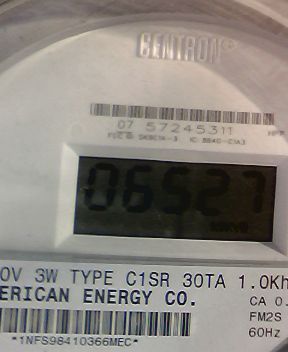 CENTRON®
07 57245311
06527
0V 3W TYPE C1SR 30TA 1.0Kh
ERICAN ENERGY CO.
CA 0.
FM2S
60Hz
*1NFS98410366MEC*